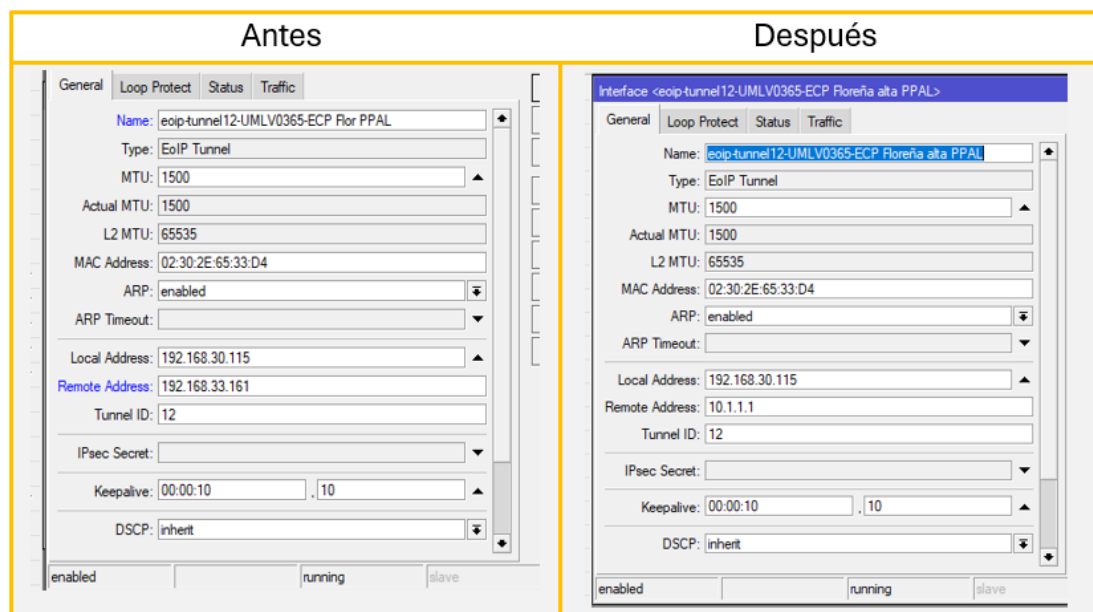 Antes
General Loop Protect Status Traffic
Name: eoip-tunnel12-UMLV0365-ECP Flor PPAL
Type: EoIP Tunnel
MTU: 1500
Actual MTU: 1500
L2 MTU: 65535
MAC Address: 02:30:2E:65:33:D4
ARP: enabled
ARP Timeout:
Local Address: 192.168.30.115
Remote Address: 192.168.33.161
Tunnel ID: 12
IPsec Secret:
Keepalive: 00:00:10 , 10
DSCP: inherit
enabled running slave
Después
Interface <eoip-tunnel12-UMLV0365-ECP Floreña alta PPAL>
General Loop Protect Status Traffic
Name: eoip-tunnel12-UMLV0365-ECP Floreña alta PPAL
Type: EoIP Tunnel
MTU: 1500
Actual MTU: 1500
L2 MTU: 65535
MAC Address: 02:30:2E:65:33:D4
ARP: enabled
ARP Timeout:
Local Address: 192.168.30.115
Remote Address: 10.1.1.1
Tunnel ID: 12
IPsec Secret:
Keepalive: 00:00:10 , 10
DSCP: inherit
enabled running slave